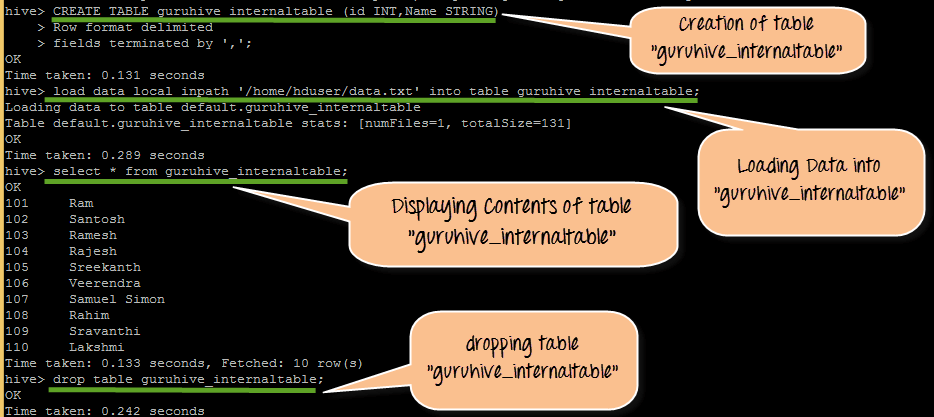 hive> CREATE TABLE guruhive_internaltable (id INT,Name STRING)
    > Row format delimited
    > fields terminated by ',';
OK
Time taken: 0.131 seconds
hive> load data local inpath '/home/hduser/data.txt' into table guruhive_internaltable;
Loading data to table default.guruhive_internaltable
Table default.guruhive_internaltable stats: [numFiles=1, totalSize=131]
OK
Time taken: 0.289 seconds
hive> select * from guruhive_internaltable;
OK
101 Ram
102 Santosh
103 Ramesh
104 Rajesh
105 Sreekanth
106 Veerendra
107 Samuel Simon
108 Rahim
109 Sravanthi
110 Lakshmi
Time taken: 0.133 seconds, Fetched: 10 row(s)
hive> drop table guruhive_internaltable;
OK
Time taken: 0.242 seconds
Creation of table
"guruhive_internaltable"
Loading Data into
"guruhive_internaltable"
Displaying Contents of table
"guruhive_internaltable"
dropping table
"guruhive_internaltable"